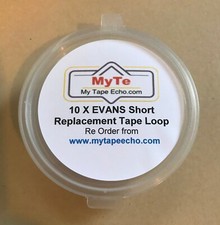 MyTe
My Tape Echo.com
10 X EVANS Short
Replacement Tape Loop
Re Order from
www.mytapeecho.com